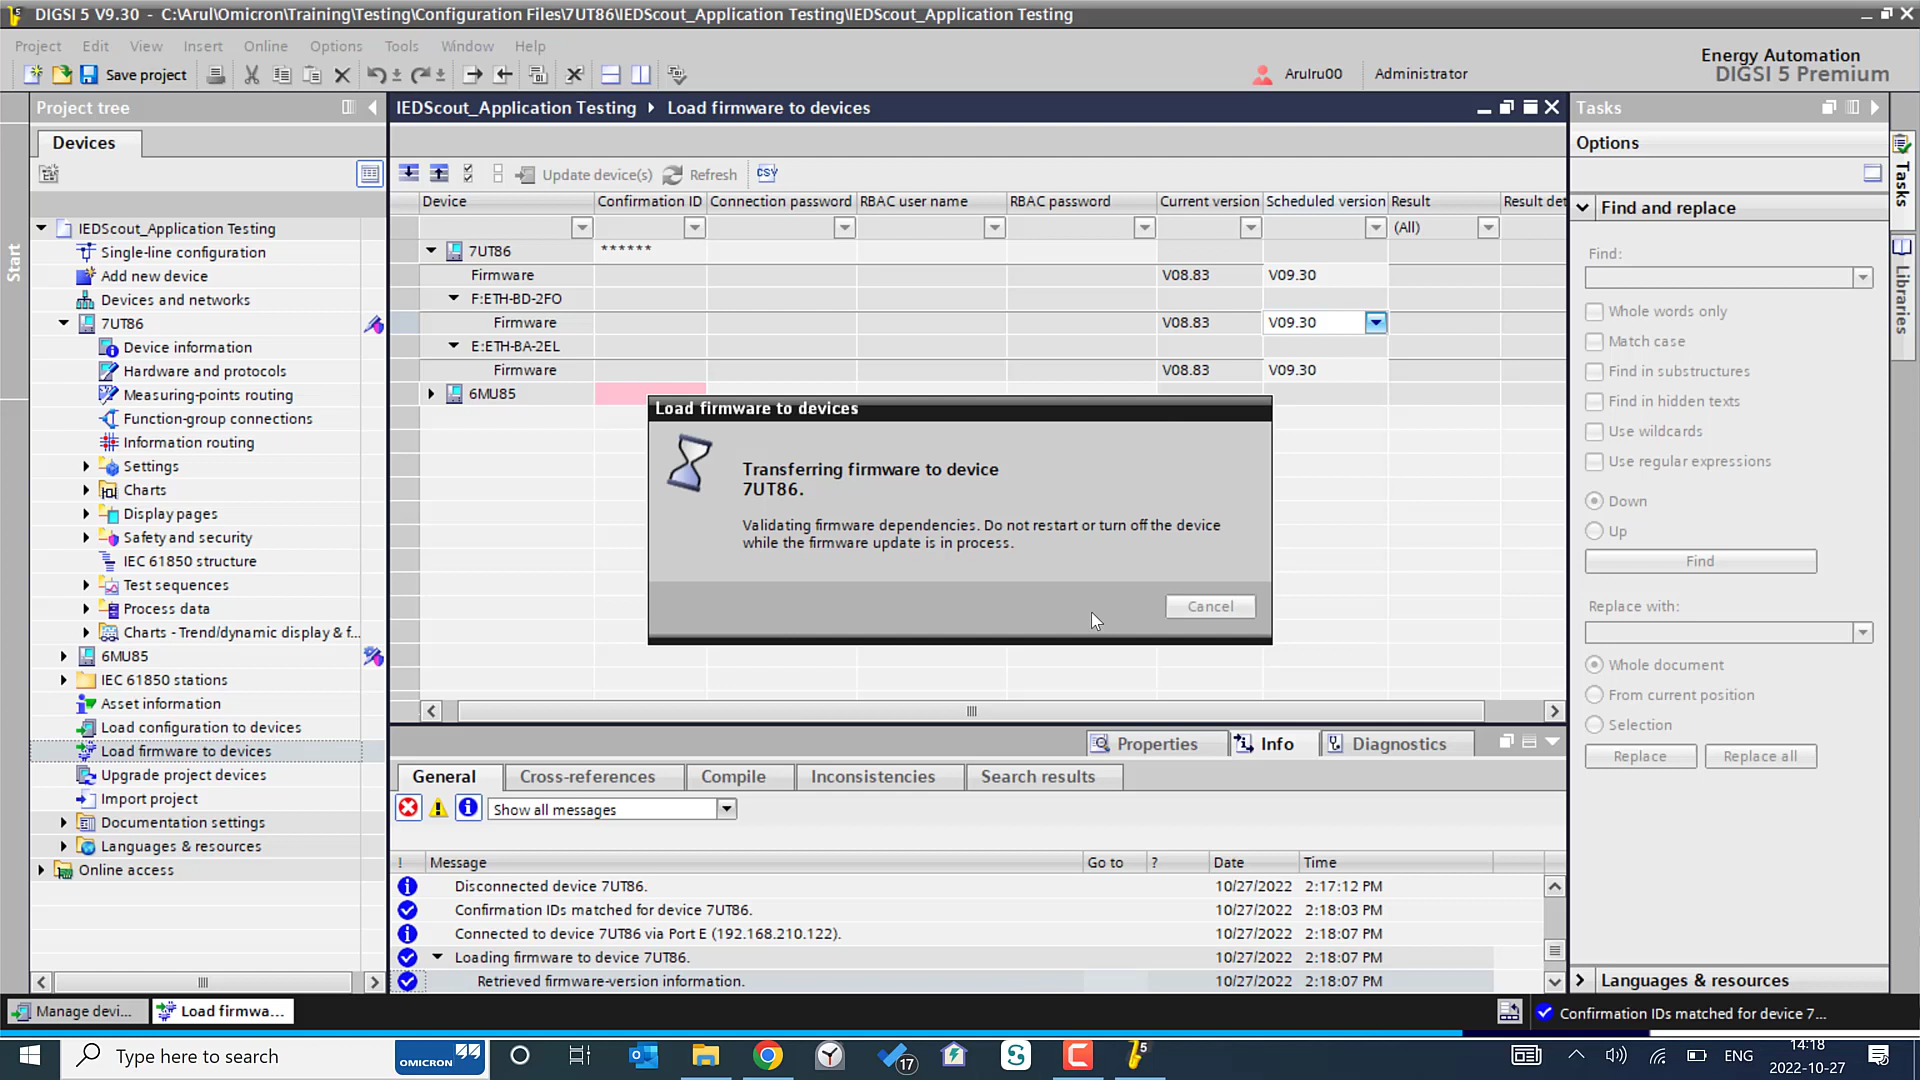 DIGSI 5 V9.30 - C:\Arul\Omicron\Training\Testing\Configuration Files\7UT86\IEDScout_Application Testing\IEDScout_Application Testing
Project Edit View Insert Online Options Tools Window Help
Energy Automation
DIGSI 5 Premium
Save project
Arulru00
Administrator
Project tree
IEDScout_Application Testing Load firmware to devices
Tasks
Devices
Options
Update device(s)
Refresh
CSV
Start
Tasks
Libraries
Device Confirmation ID Connection password RBAC user name RBAC password Current version Scheduled version Result Result det
(All)
Find and replace
IEDScout_Application Testing
Single-line configuration
Add new device
Devices and networks
7UT86
Device information
Hardware and protocols
Measuring-points routing
Function-group connections
Information routing
Settings
Charts
Display pages
Safety and security
IEC 61850 structure
Test sequences
Process data
Charts - Trend/dynamic display & f...
6MU85
IEC 61850 stations
Asset information
Load configuration to devices
Load firmware to devices
Upgrade project devices
Import project
Documentation settings
Languages & resources
Online access
7UT86 ******
Firmware V08.83 V09.30
F:ETH-BD-2FO
Firmware V08.83 V09.30
E:ETH-BA-2EL
Firmware V08.83 V09.30
6MU85
Load firmware to devices
Transferring firmware to device
7UT86.
Validating firmware dependencies. Do not restart or turn off the device
while the firmware update is in process.
Cancel
Find:
Whole words only
Match case
Find in substructures
Find in hidden texts
Use wildcards
Use regular expressions
Down
Up
Find
Replace with:
Whole document
From current position
Selection
Replace
Replace all
Properties
Info
Diagnostics
General
Cross-references
Compile
Inconsistencies
Search results
Show all messages
! Message Go to ? Date Time
Disconnected device 7UT86. 10/27/2022 2:17:12 PM
Confirmation IDs matched for device 7UT86. 10/27/2022 2:18:03 PM
Connected to device 7UT86 via Port E (192.168.210.122). 10/27/2022 2:18:07 PM
Loading firmware to device 7UT86. 10/27/2022 2:18:07 PM
Retrieved firmware-version information. 10/27/2022 2:18:07 PM
Languages & resources
Manage devi...
Load firmwa...
Confirmation IDs matched for device 7...
Type here to search
OMICRON
17
5
ENG
14:18
2022-10-27